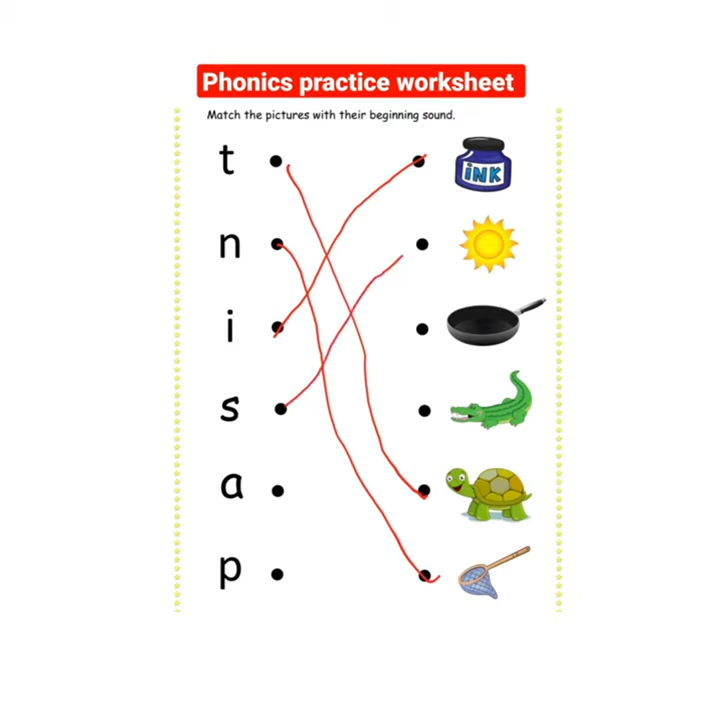 Phonics practice worksheet
Match the pictures with their beginning sound.
t
iNK
n
i
s
a
p